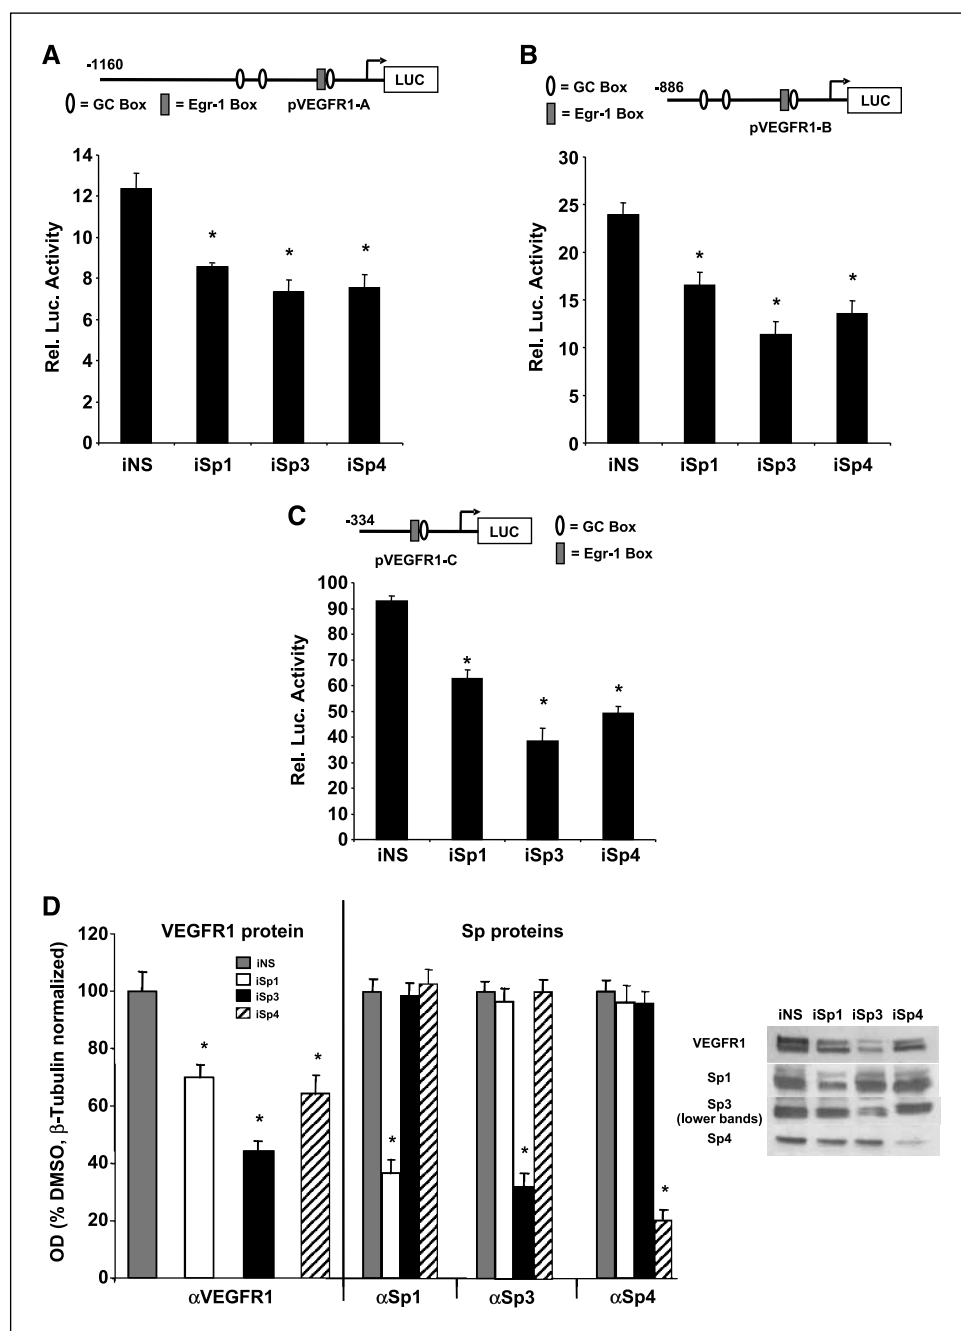 A
-1160
LUC
= GC Box
= Egr-1 Box
pVEGFR1-A
Rel. Luc. Activity
14
12
10
8
6
4
2
0
*
*
*
iNS
iSp1
iSp3
iSp4
B
= GC Box
= Egr-1 Box
-886
LUC
pVEGFR1-B
Rel. Luc. Activity
30
25
20
15
10
5
0
*
*
*
iNS
iSp1
iSp3
iSp4
C
-334
LUC
pVEGFR1-C
= GC Box
= Egr-1 Box
Rel. Luc. Activity
100
90
80
70
60
50
40
30
20
10
0
*
*
*
iNS
iSp1
iSp3
iSp4
D
VEGFR1 protein
Sp proteins
iNS
iSp1
iSp3
iSp4
OD (% DMSO, β-Tubulin normalized)
120
100
80
60
40
20
0
*
*
*
*
*
*
αVEGFR1
αSp1
αSp3
αSp4
iNS iSp1 iSp3 iSp4
VEGFR1
Sp1
Sp3
(lower bands)
Sp4